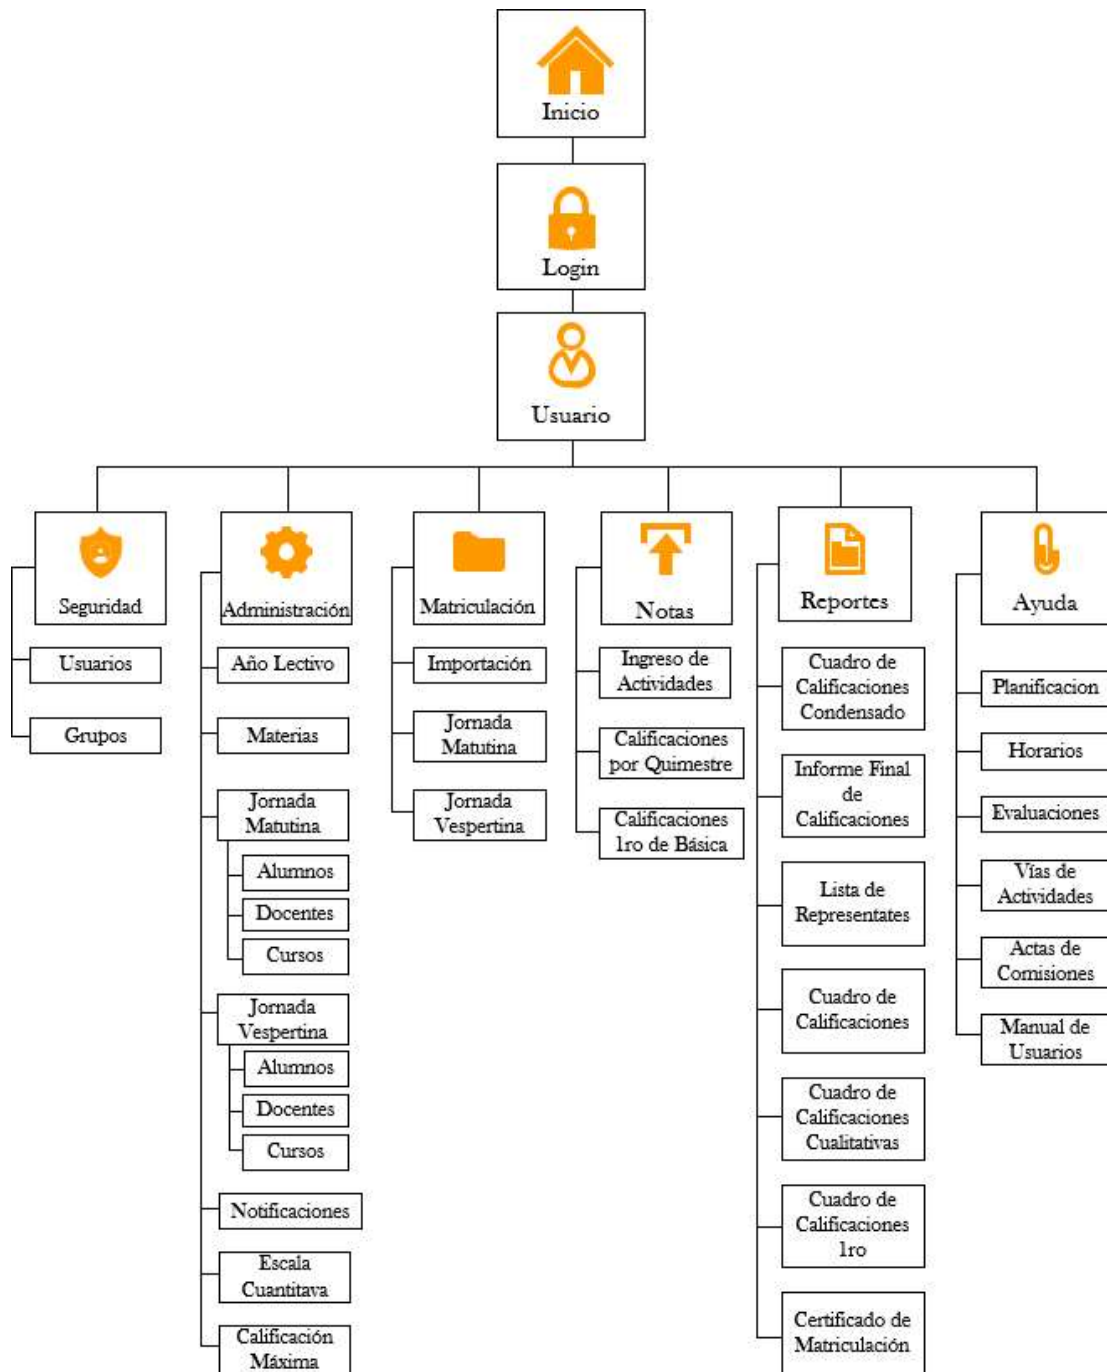 Inicio
Login
Usuario
Seguridad
Usuarios
Grupos
Administración
Año Lectivo
Materias
Jornada
Matutina
Alumnos
Docentes
Cursos
Jornada
Vespertina
Alumnos
Docentes
Cursos
Notificaciones
Escala
Cuantitava
Calificación
Máxima
Matriculación
Importación
Jornada
Matutina
Jornada
Vespertina
Notas
Ingreso de
Actividades
Calificaciones
por Quimestre
Calificaciones
1ro de Básica
Reportes
Cuadro de
Calificaciones
Condensado
Informe Final
de
Calificaciones
Lista de
Representates
Cuadro de
Calificaciones
Cuadro de
Calificaciones
Cualitativas
Cuadro de
Calificaciones
1ro
Certificado de
Matriculación
Ayuda
Planificacion
Horarios
Evaluaciones
Vías de
Actividades
Actas de
Comisiones
Manual de
Usuarios